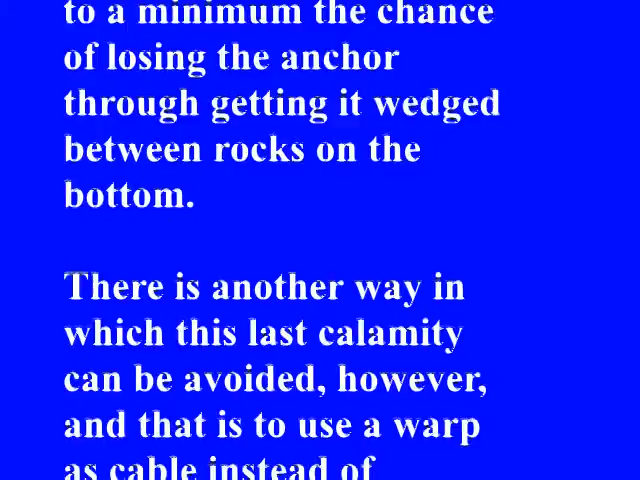 to a minimum the chance
of losing the anchor
through getting it wedged
between rocks on the
bottom.
There is another way in
which this last calamity
can be avoided, however,
and that is to use a warp
as cable instead of